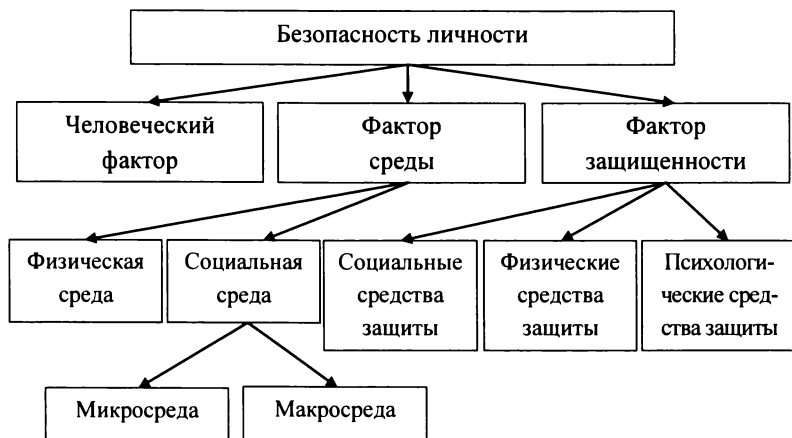 Безопасность личности
Человеческий
фактор
Фактор
среды
Фактор
защищенности
Физическая
среда
Социальная
среда
Социальные
средства
защиты
Физические
средства
защиты
Психологи-
ческие сред-
ства защиты
Микросреда
Макросреда